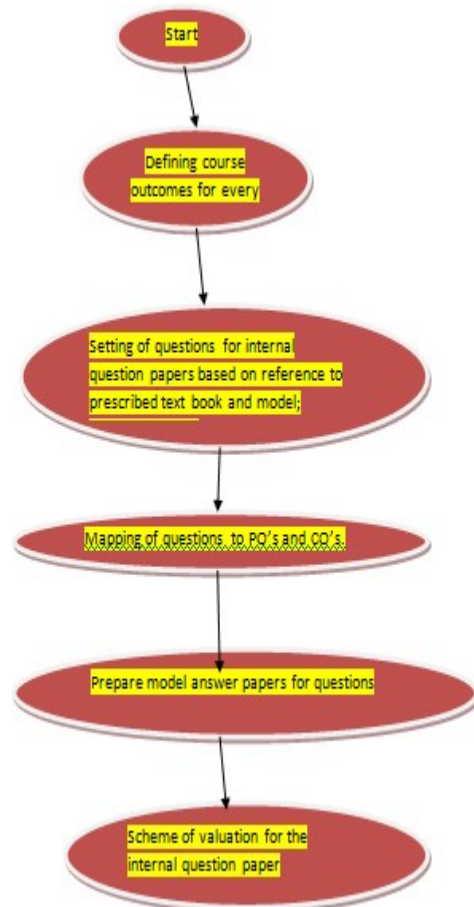 Start
Defining course
outcomes for every
Setting of questions for internal
question papers based on reference to
prescribed text book and model;
Mapping of questions to PO's and CO's.
Prepare model answer papers for questions
Scheme of valuation for the
internal question paper